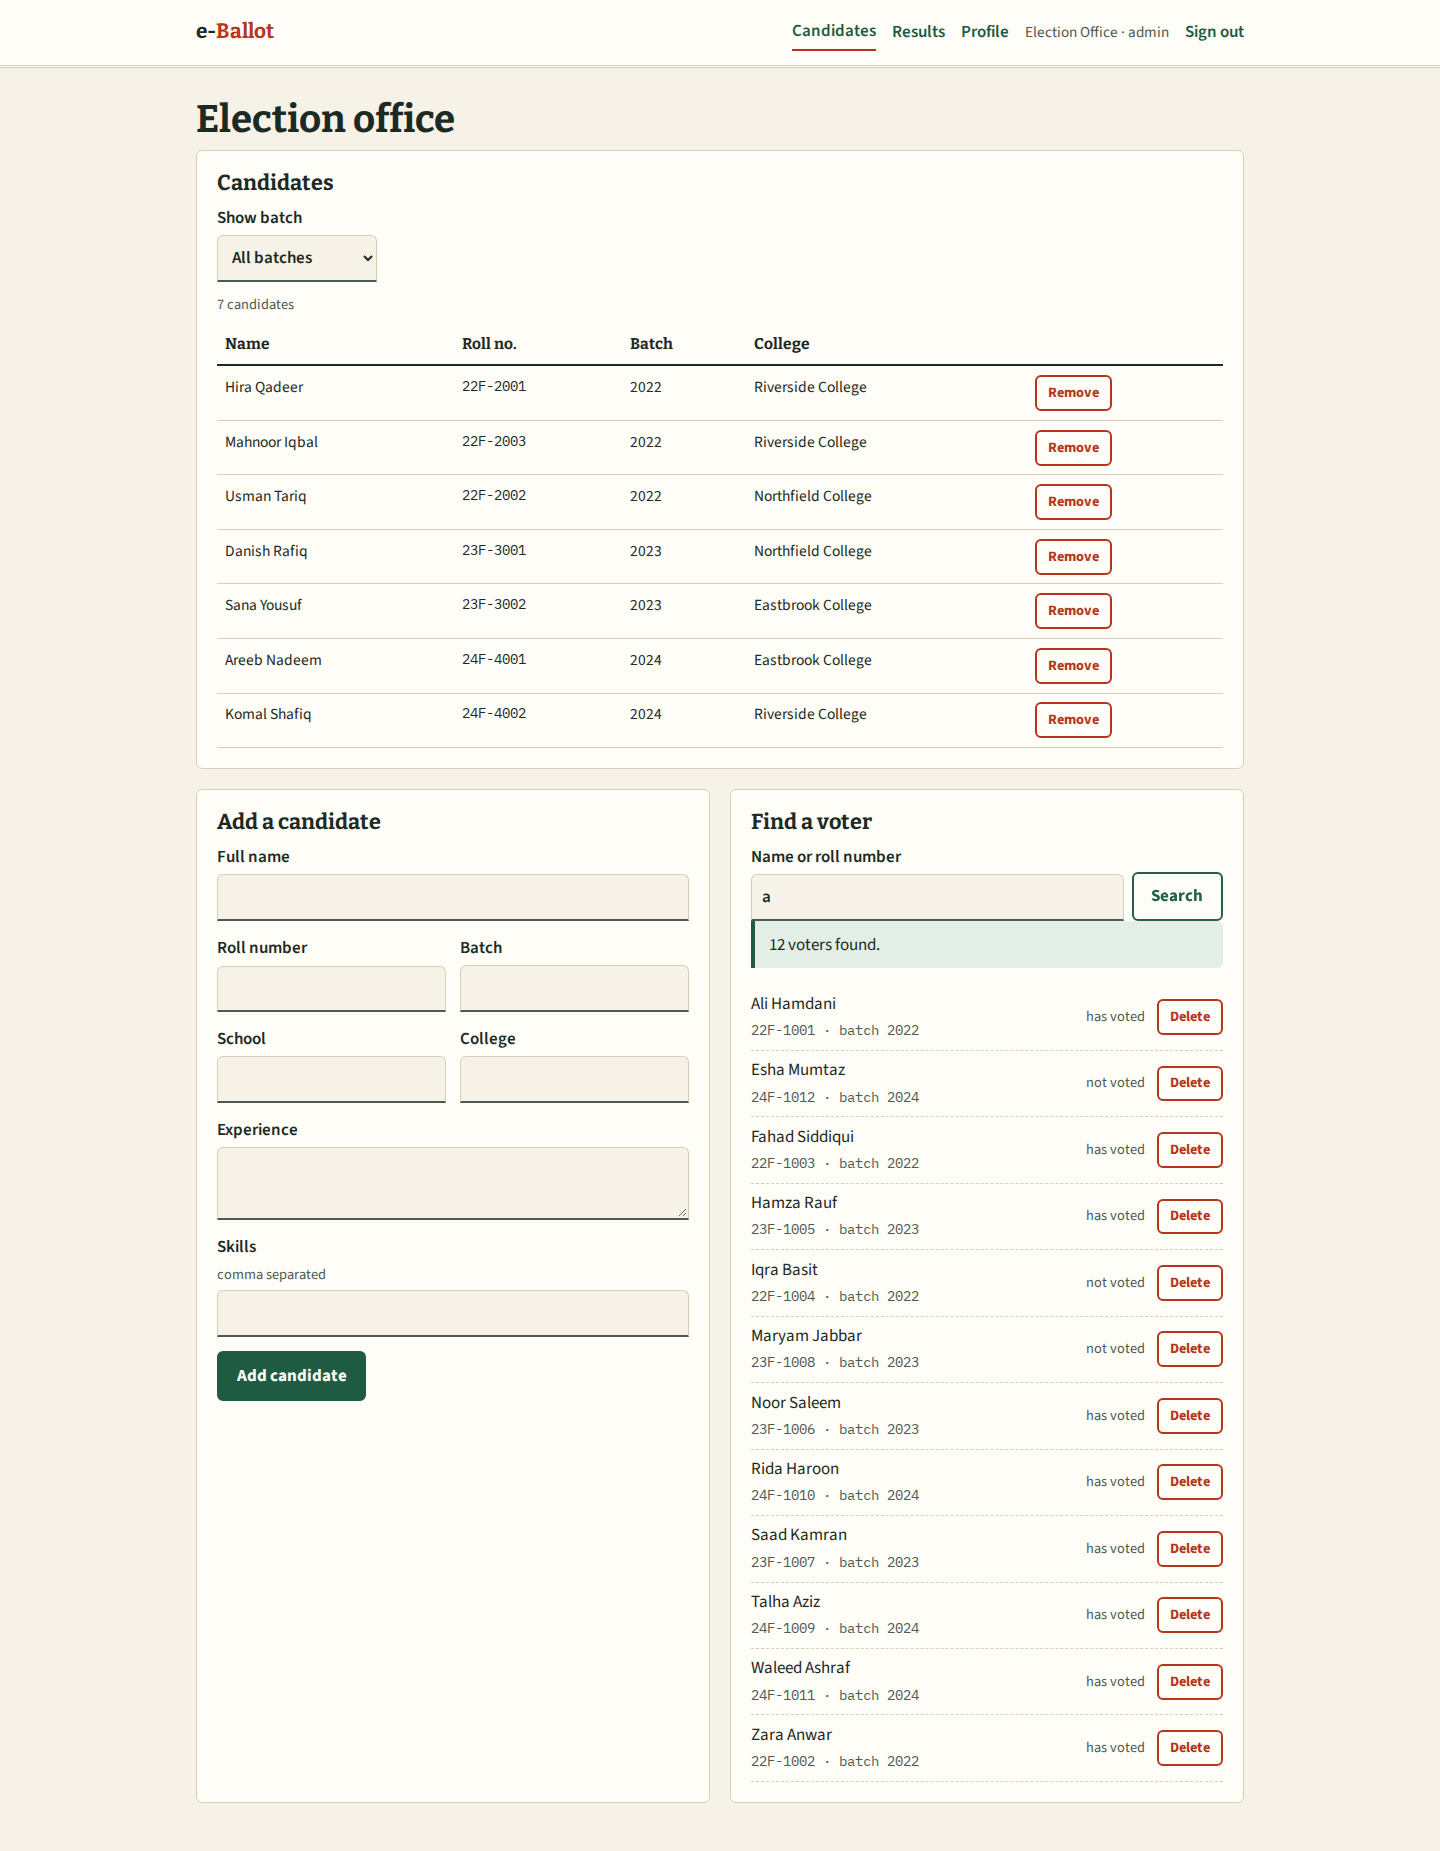 e-Ballot
Candidates Results Profile Election Office · admin Sign out
Election office
Candidates
Show batch
All batches
7 candidates
Name Roll no. Batch College
Hira Qadeer 22F-2001 2022 Riverside College Remove
Mahnoor Iqbal 22F-2003 2022 Riverside College Remove
Usman Tariq 22F-2002 2022 Northfield College Remove
Danish Rafiq 23F-3001 2023 Northfield College Remove
Sana Yousuf 23F-3002 2023 Eastbrook College Remove
Areeb Nadeem 24F-4001 2024 Eastbrook College Remove
Komal Shafiq 24F-4002 2024 Riverside College Remove
Add a candidate
Full name
Roll number Batch
School College
Experience
Skills
comma separated
Add candidate
Find a voter
Name or roll number
a Search
12 voters found.
Ali Hamdani
22F-1001 · batch 2022 has voted Delete
Esha Mumtaz
24F-1012 · batch 2024 not voted Delete
Fahad Siddiqui
22F-1003 · batch 2022 has voted Delete
Hamza Rauf
23F-1005 · batch 2023 has voted Delete
Iqra Basit
22F-1004 · batch 2022 not voted Delete
Maryam Jabbar
23F-1008 · batch 2023 not voted Delete
Noor Saleem
23F-1006 · batch 2023 has voted Delete
Rida Haroon
24F-1010 · batch 2024 has voted Delete
Saad Kamran
23F-1007 · batch 2023 has voted Delete
Talha Aziz
24F-1009 · batch 2024 has voted Delete
Waleed Ashraf
24F-1011 · batch 2024 has voted Delete
Zara Anwar
22F-1002 · batch 2022 has voted Delete